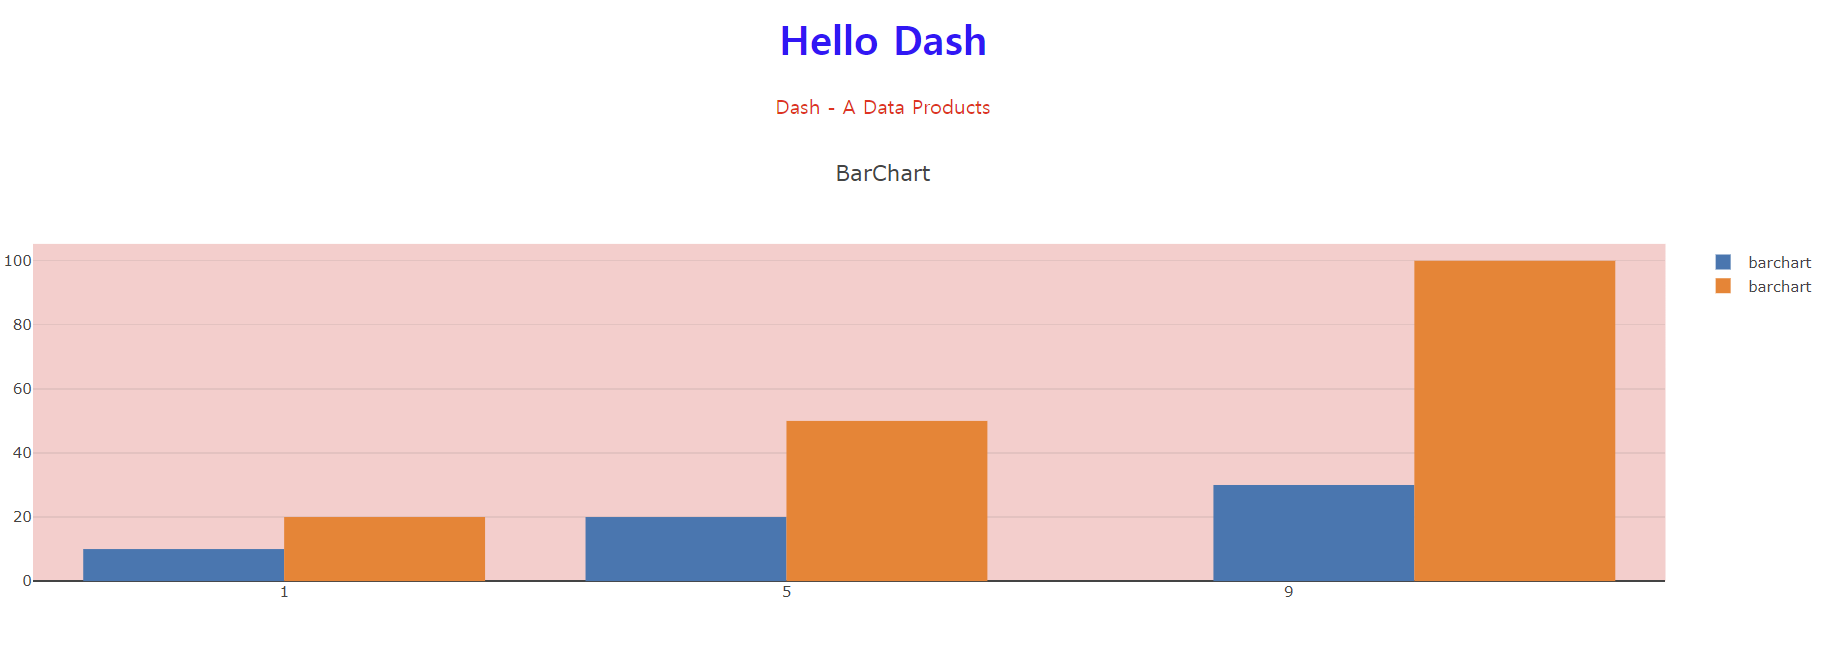 Hello Dash
Dash - A Data Products
BarChart
100
80
60
40
20
0
1 5 9
barchart
barchart